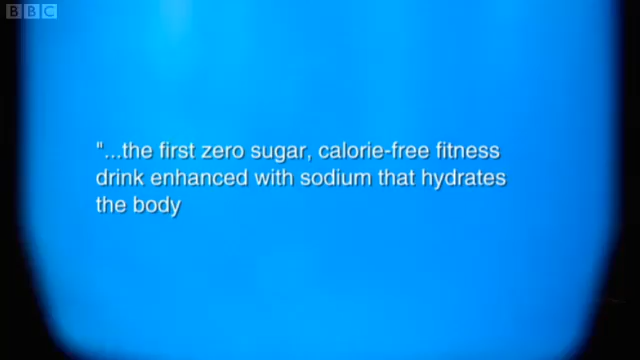 BBC
"...the first zero sugar, calorie-free fitness
drink enhanced with sodium that hydrates
the body